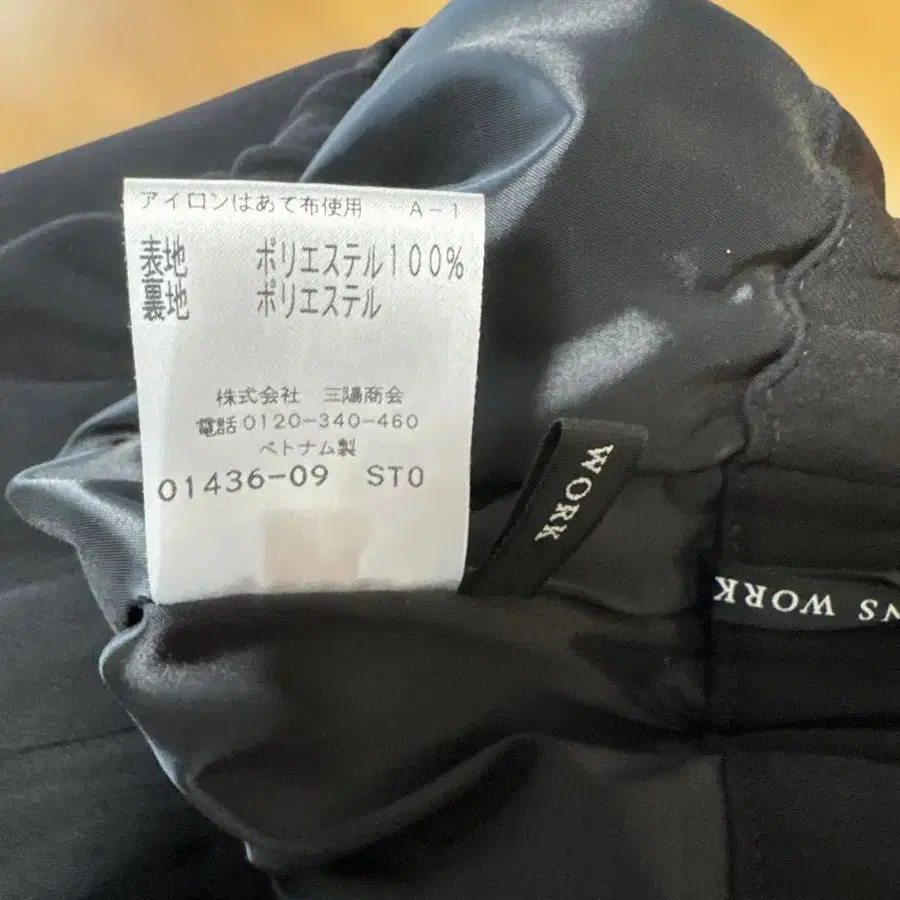 アイロンはあて布使用 A-1
表地 ポリエステル100%
裏地 ポリエステル
株式会社 三陽商会
電話0120-340-460
ベトナム製
01436-09 ST0
WORK
WORK